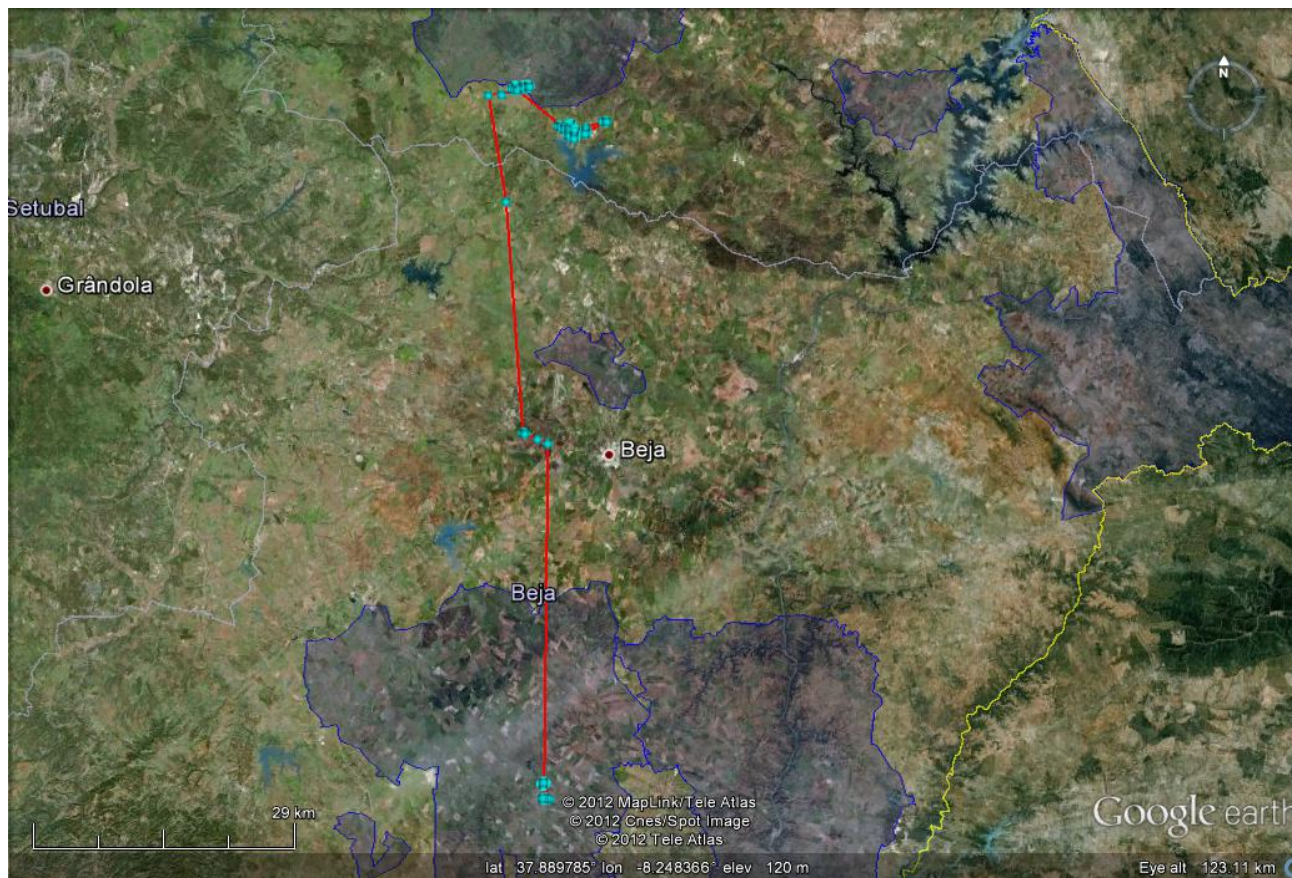 N
Setubal
Grândola
Beja
Beja
29 km
© 2012 MapLink/Tele Atlas
© 2012 Cnes/Spot Image
© 2012 Tele Atlas
Google earth
lat 37.889785° lon -8.248366° elev 120 m
Eye alt 123.11 km